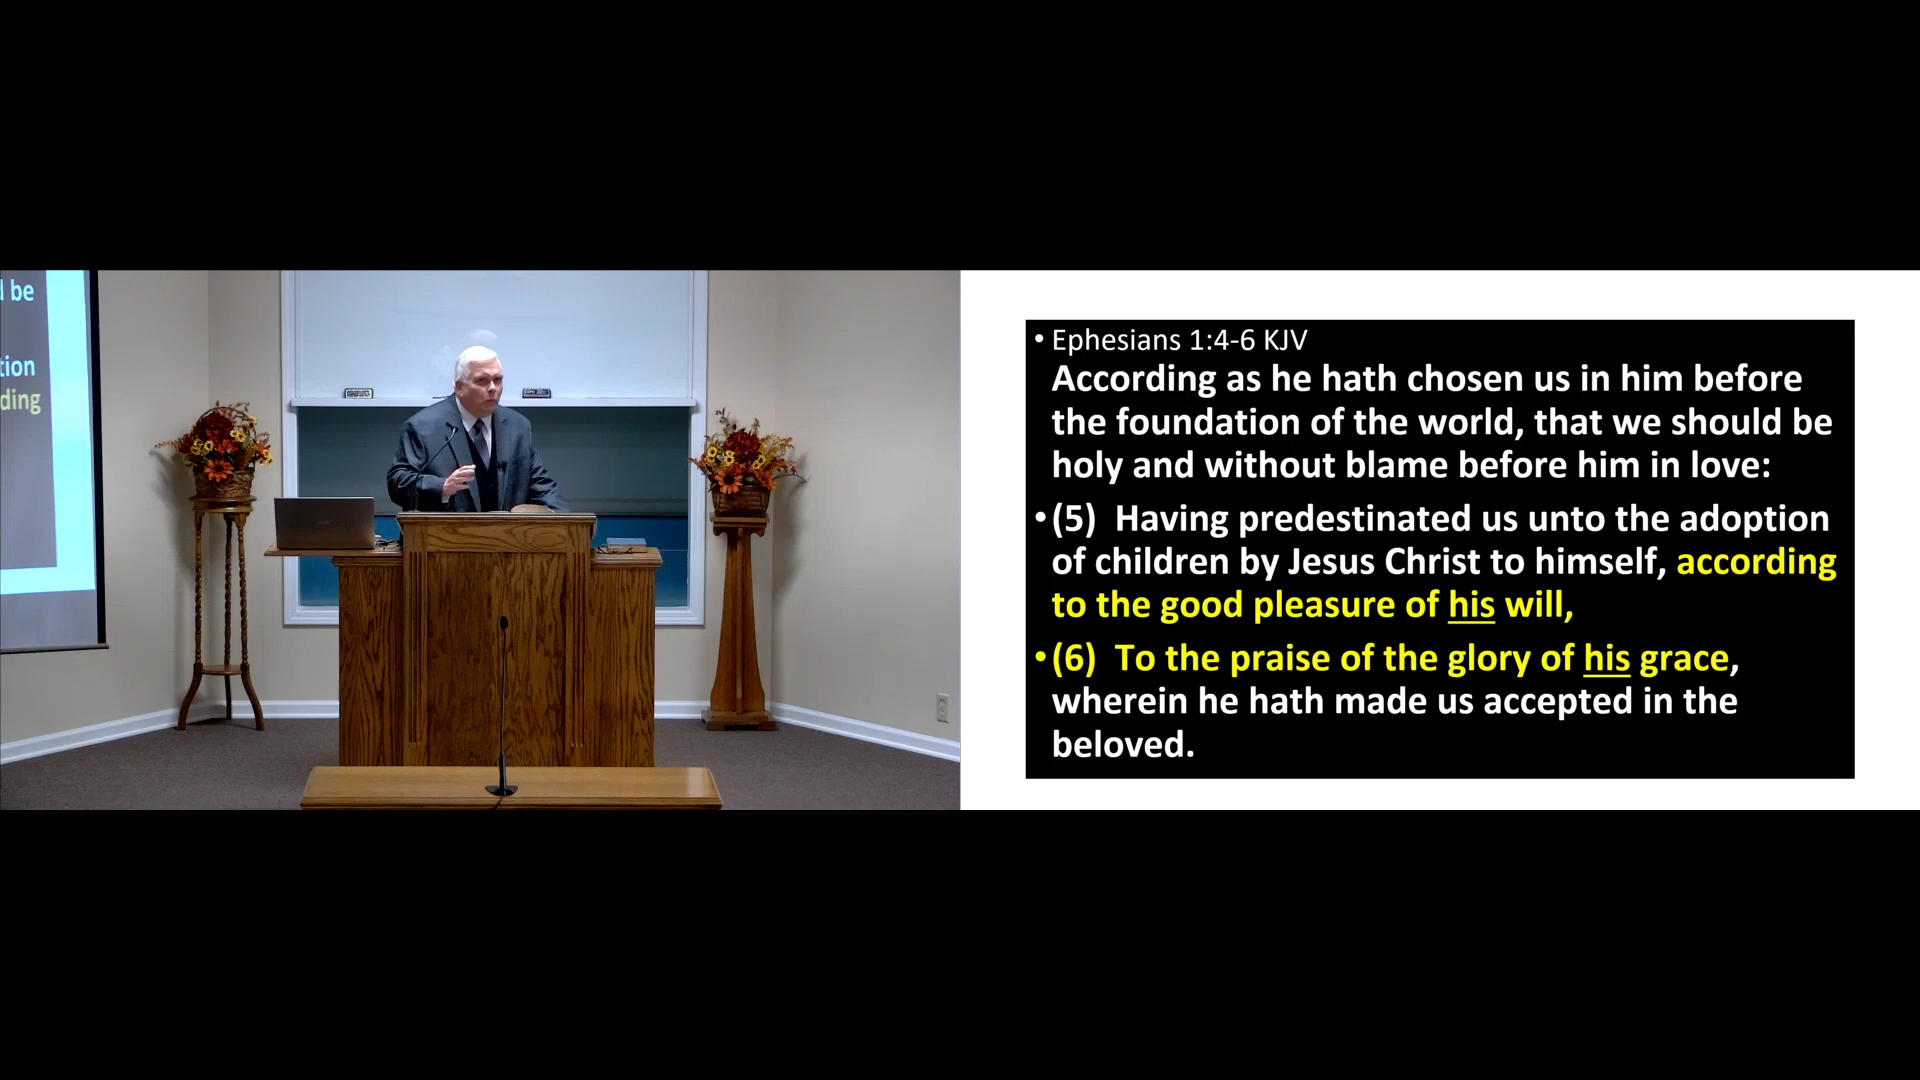 d be
tion
ding
• Ephesians 1:4-6 KJV
According as he hath chosen us in him before
the foundation of the world, that we should be
holy and without blame before him in love:
• (5) Having predestinated us unto the adoption
of children by Jesus Christ to himself, according
to the good pleasure of his will,
• (6) To the praise of the glory of his grace,
wherein he hath made us accepted in the
beloved.